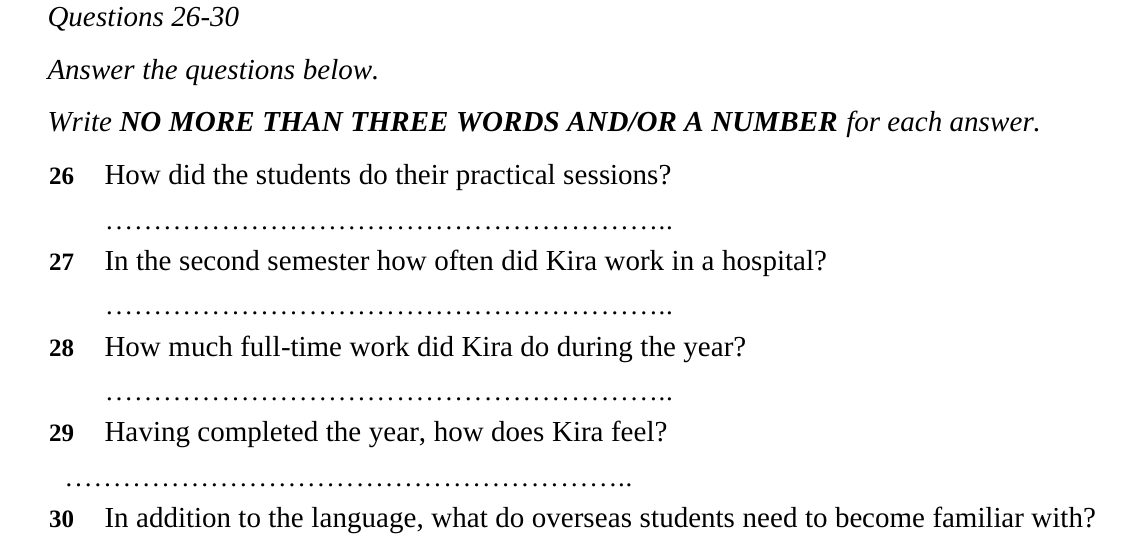 Questions 26-30
Answer the questions below.
Write NO MORE THAN THREE WORDS AND/OR A NUMBER for each answer.
26 How did the students do their practical sessions?
…………………………………………………..
27 In the second semester how often did Kira work in a hospital?
…………………………………………………..
28 How much full-time work did Kira do during the year?
…………………………………………………..
29 Having completed the year, how does Kira feel?
…………………………………………………..
30 In addition to the language, what do overseas students need to become familiar with?